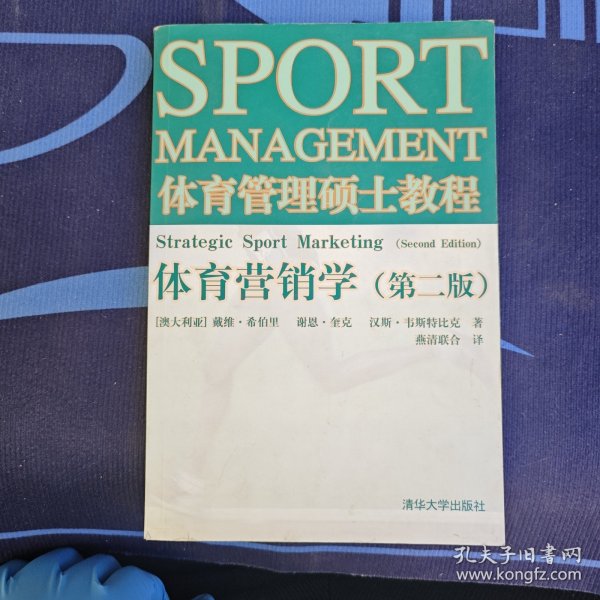 SPORT
MANAGEMENT
体育管理硕士教程
Strategic Sport Marketing (Second Edition)
体育营销学(第二版)
[澳大利亚] 戴维·希伯里 谢恩·奎克 汉斯·韦斯特比克 著
燕清联合 译
清华大学出版社
孔夫子旧书网
www.kongfz.com